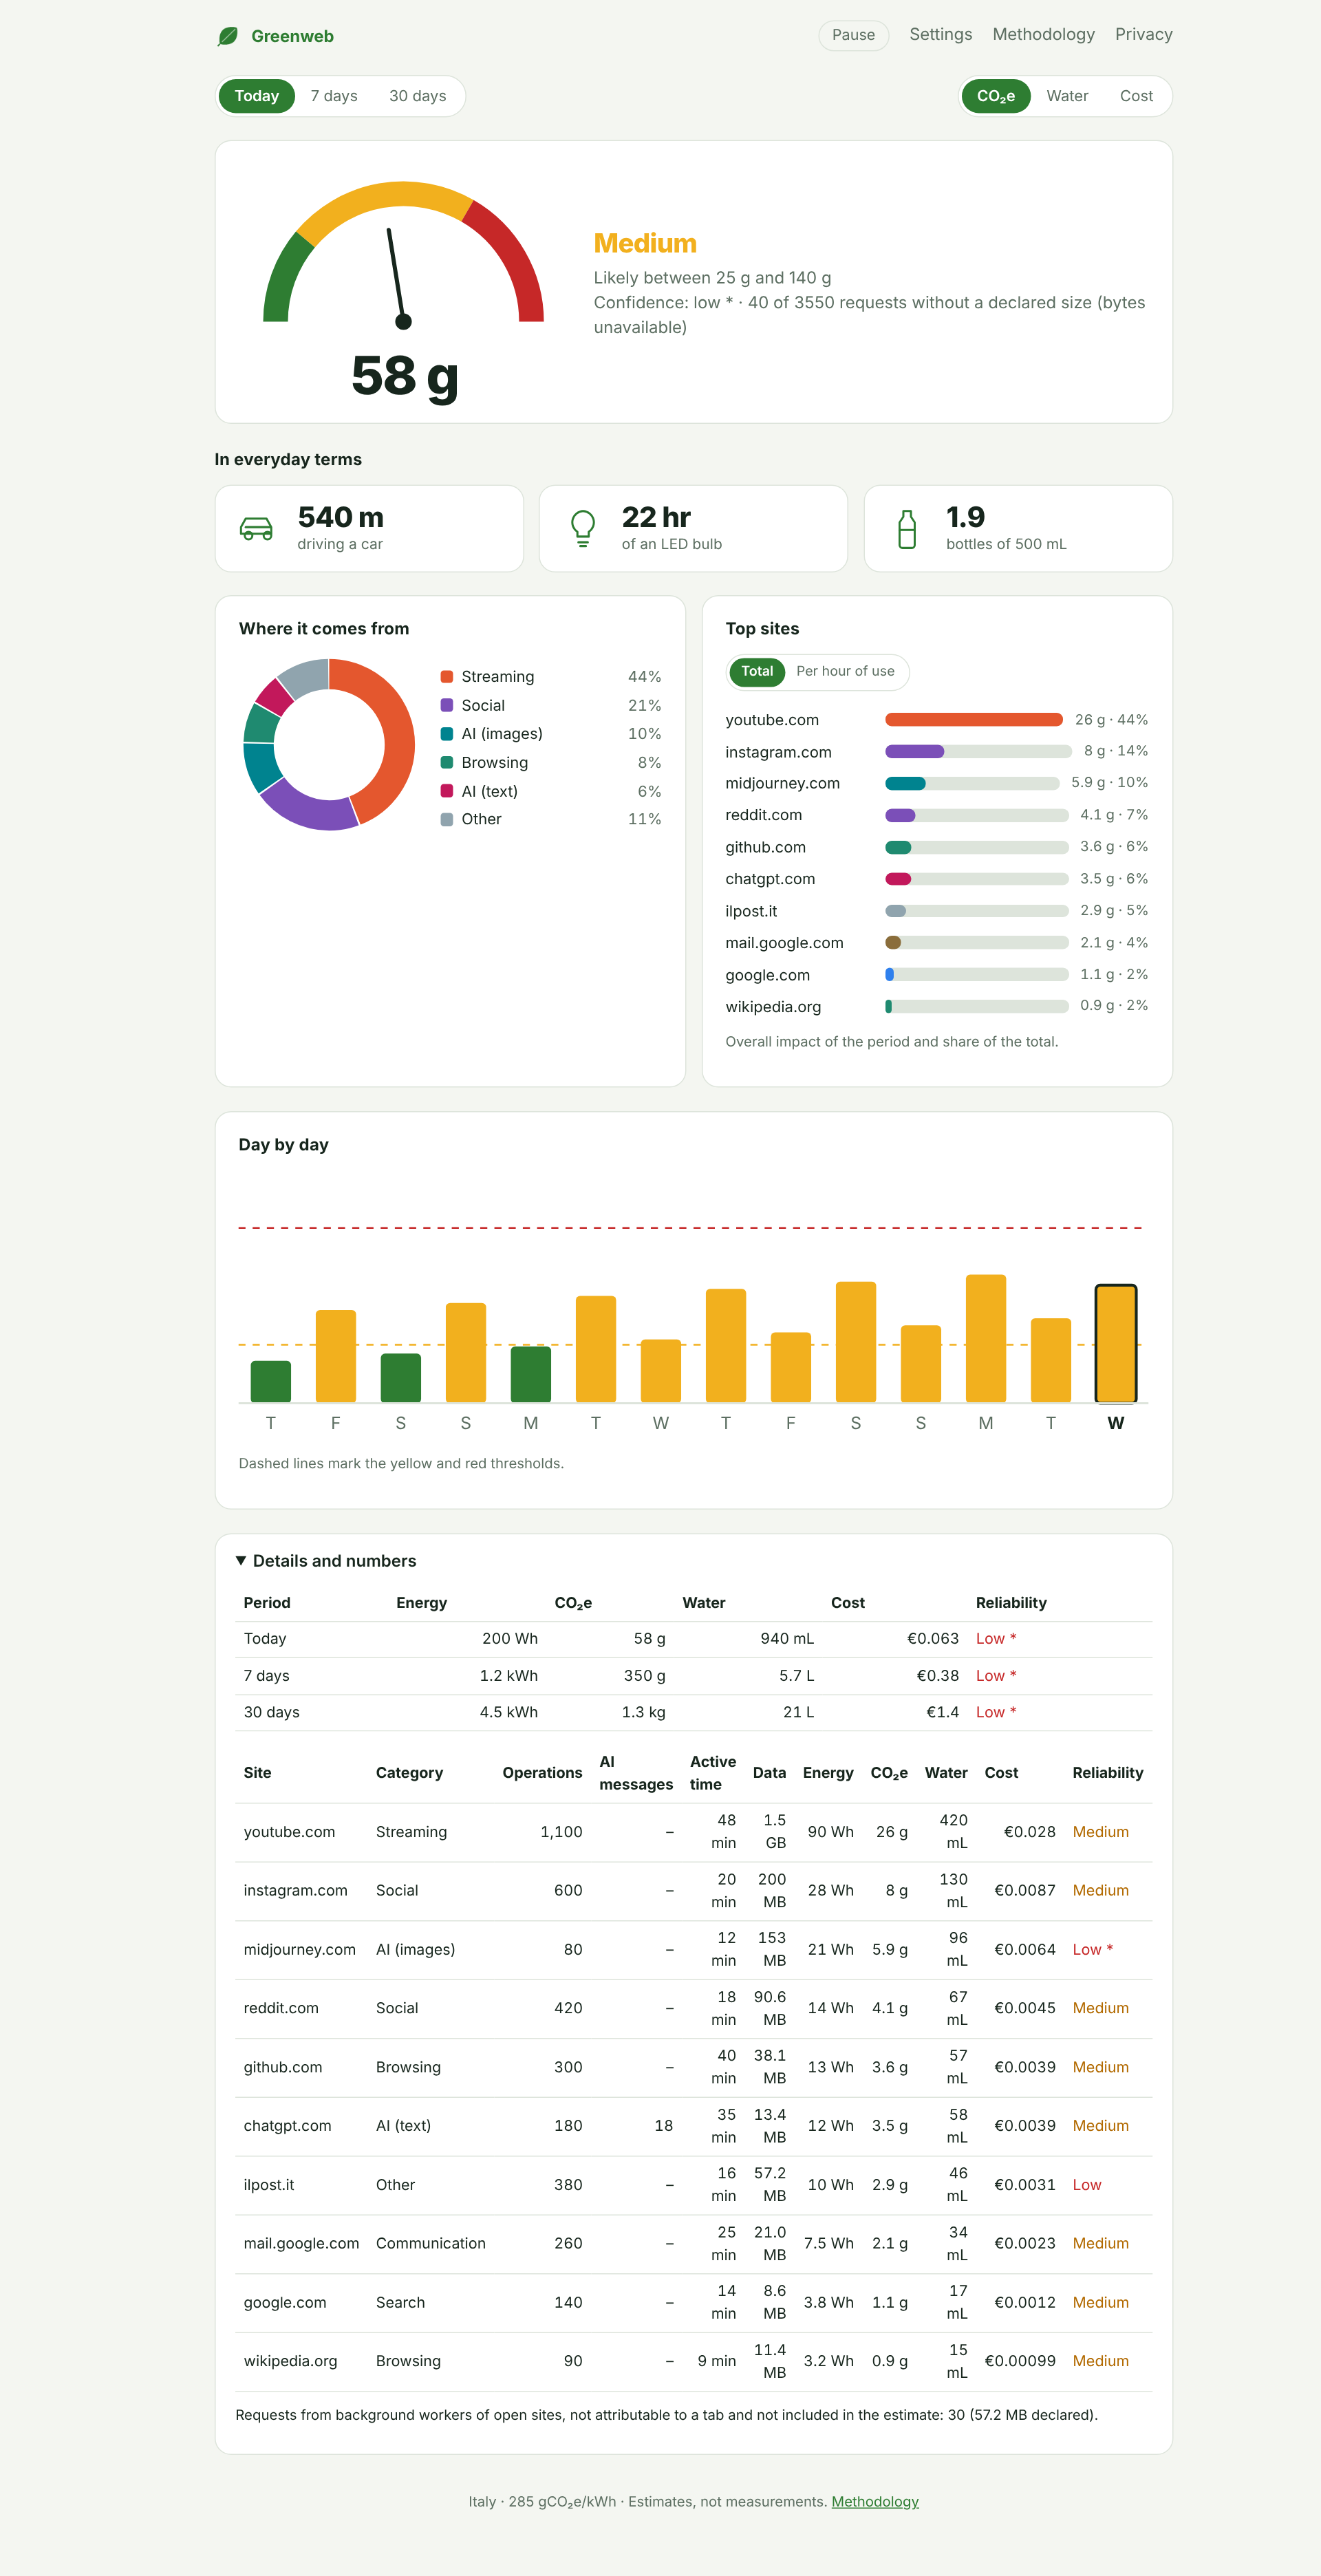 Greenweb
Pause Settings Methodology Privacy
Today 7 days 30 days
CO₂e Water Cost
Medium
Likely between 25 g and 140 g
Confidence: low * · 40 of 3550 requests without a declared size (bytes
unavailable)
58 g
In everyday terms
540 m
driving a car
22 hr
of an LED bulb
1.9
bottles of 500 mL
Where it comes from
Streaming 44%
Social 21%
AI (images) 10%
Browsing 8%
AI (text) 6%
Other 11%
Top sites
Total Per hour of use
youtube.com 26 g · 44%
instagram.com 8 g · 14%
midjourney.com 5.9 g · 10%
reddit.com 4.1 g · 7%
github.com 3.6 g · 6%
chatgpt.com 3.5 g · 6%
ilpost.it 2.9 g · 5%
mail.google.com 2.1 g · 4%
google.com 1.1 g · 2%
wikipedia.org 0.9 g · 2%
Overall impact of the period and share of the total.
Day by day
T F S S M T W T F S S M T W
Dashed lines mark the yellow and red thresholds.
▼ Details and numbers
Period Energy CO₂e Water Cost Reliability
Today 200 Wh 58 g 940 mL €0.063 Low *
7 days 1.2 kWh 350 g 5.7 L €0.38 Low *
30 days 4.5 kWh 1.3 kg 21 L €1.4 Low *
Site Category Operations AI messages Active time Data Energy CO₂e Water Cost Reliability
youtube.com Streaming 1,100 – 48 min 1.5 GB 90 Wh 26 g 420 mL €0.028 Medium
instagram.com Social 600 – 20 min 200 MB 28 Wh 8 g 130 mL €0.0087 Medium
midjourney.com AI (images) 80 – 12 min 153 MB 21 Wh 5.9 g 96 mL €0.0064 Low *
reddit.com Social 420 – 18 min 90.6 MB 14 Wh 4.1 g 67 mL €0.0045 Medium
github.com Browsing 300 – 40 min 38.1 MB 13 Wh 3.6 g 57 mL €0.0039 Medium
chatgpt.com AI (text) 180 18 35 min 13.4 MB 12 Wh 3.5 g 58 mL €0.0039 Medium
ilpost.it Other 380 – 16 min 57.2 MB 10 Wh 2.9 g 46 mL €0.0031 Low
mail.google.com Communication 260 – 25 min 21.0 MB 7.5 Wh 2.1 g 34 mL €0.0023 Medium
google.com Search 140 – 14 min 8.6 MB 3.8 Wh 1.1 g 17 mL €0.0012 Medium
wikipedia.org Browsing 90 – 9 min 11.4 MB 3.2 Wh 0.9 g 15 mL €0.00099 Medium
Requests from background workers of open sites, not attributable to a tab and not included in the estimate: 30 (57.2 MB declared).
Italy · 285 gCO₂e/kWh · Estimates, not measurements. Methodology